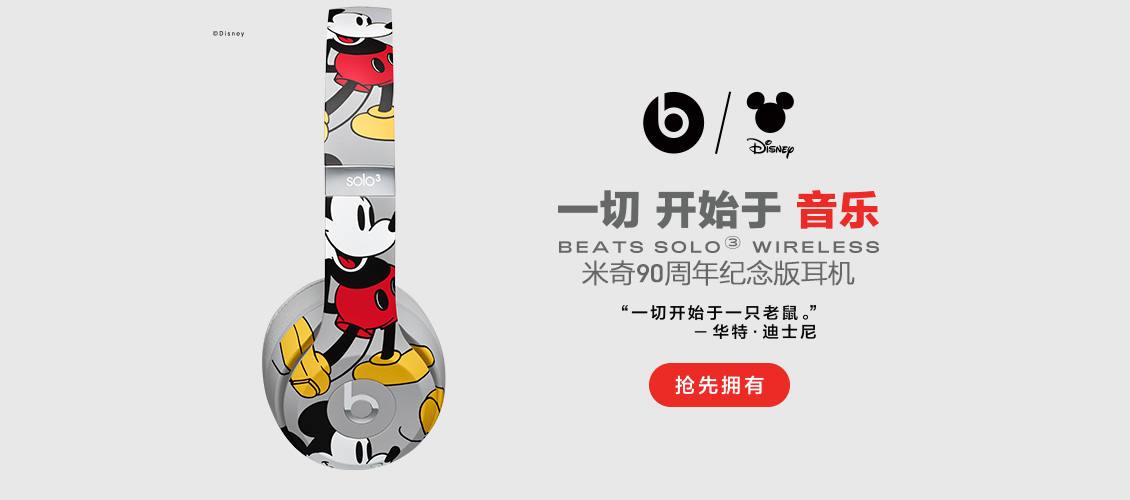 ©Disney
solo³
b
b
Disney
一切 开始于 音乐
BEATS SOLO③ WIRELESS
米奇90周年纪念版耳机
“一切开始于一只老鼠。”
— 华特·迪士尼
抢先拥有